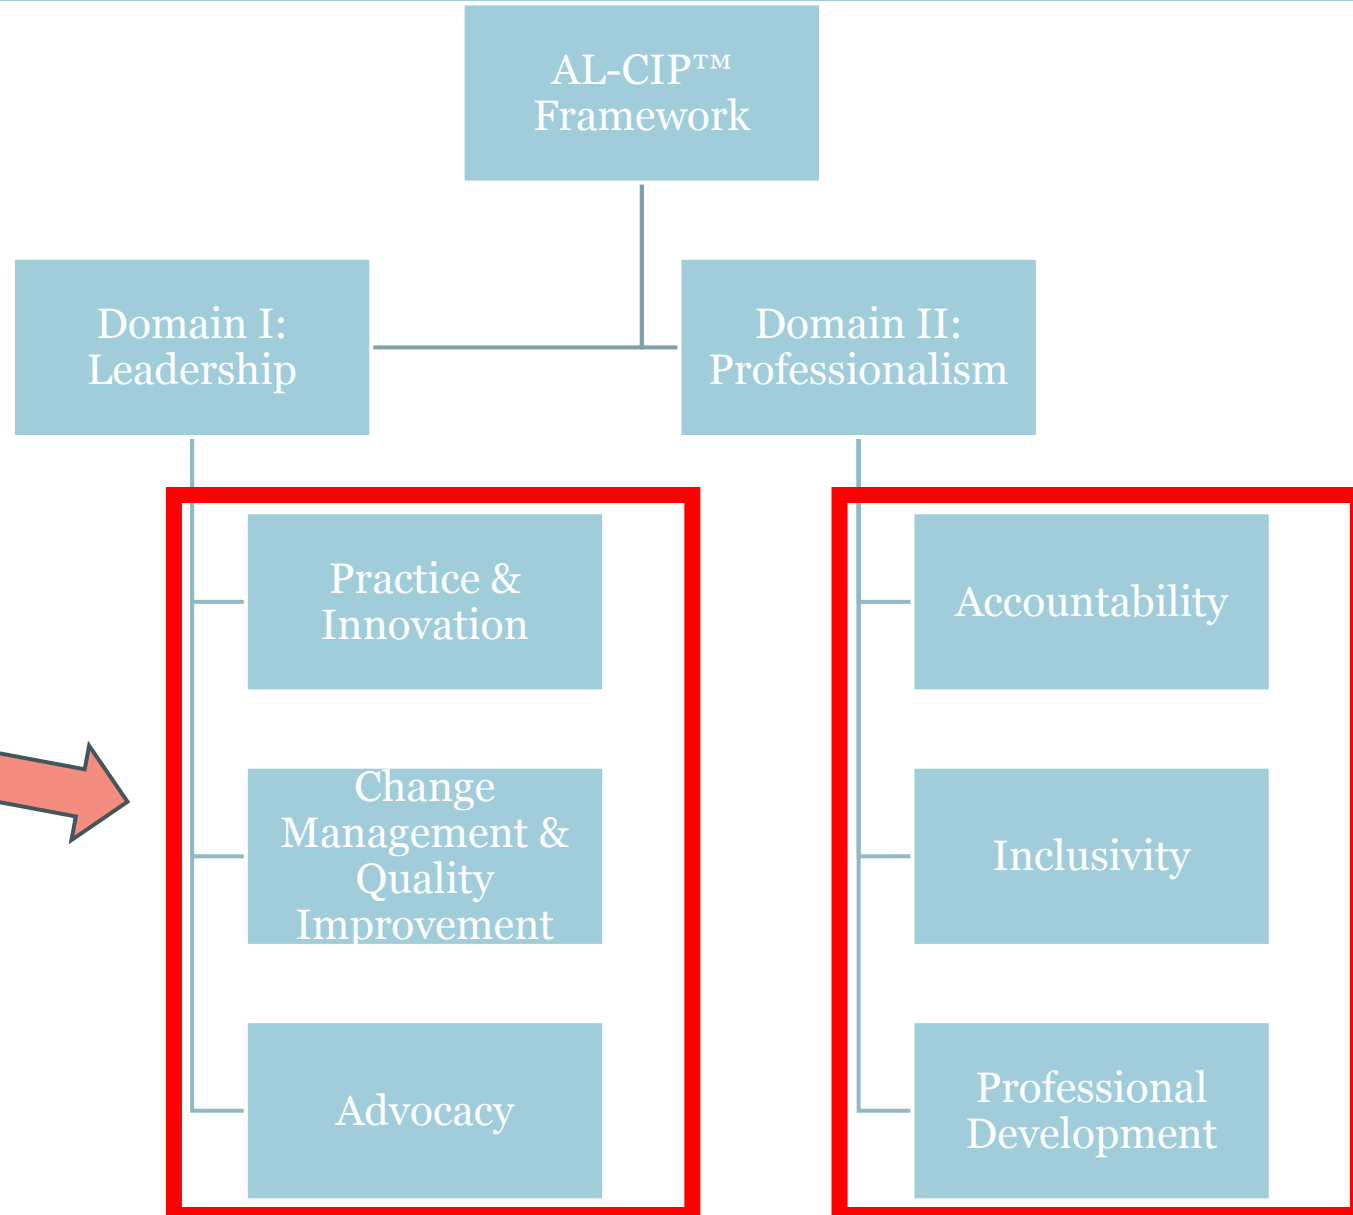 AL-CIP™
Framework
Domain I:
Leadership
Domain II:
Professionalism
Practice &
Innovation
Change
Management &
Quality
Improvement
Advocacy
Accountability
Inclusivity
Professional
Development